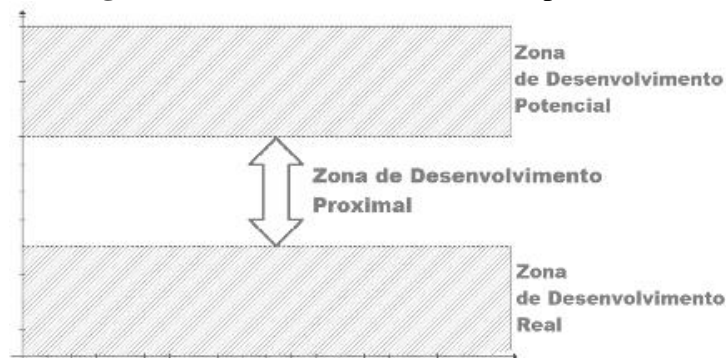 Zona
de Desenvolvimento
Potencial
Zona de Desenvolvimento
Proximal
Zona
de Desenvolvimento
Real